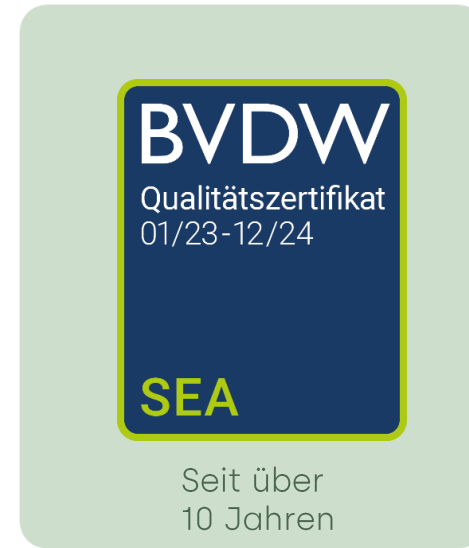 BVDW
Qualitätszertifikat
01/23-12/24
SEA
Seit über
10 Jahren